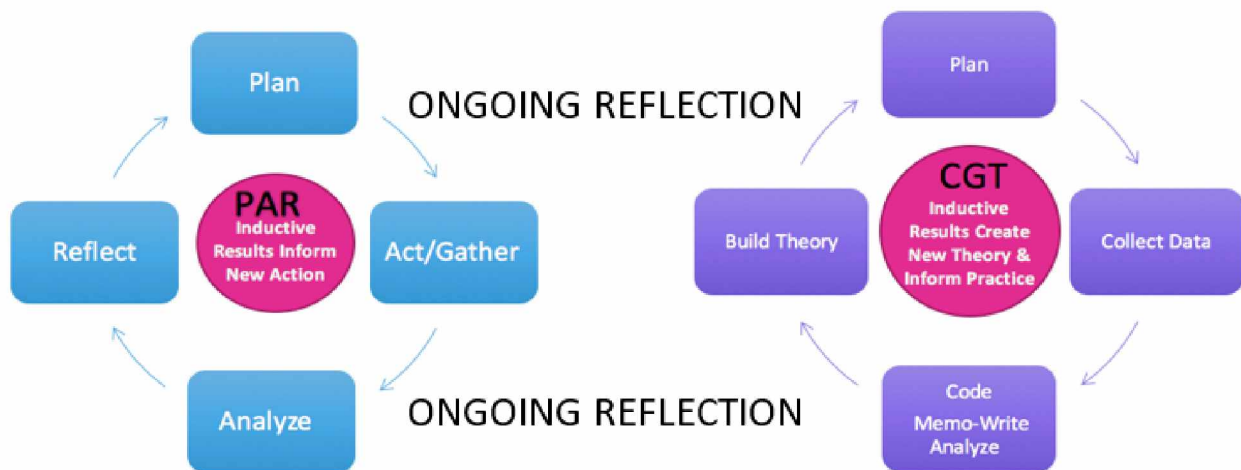 Plan
ONGOING REFLECTION
Plan
PAR
Inductive
Results Inform
New Action
Reflect
Act/Gather
CGT
Inductive
Results Create
New Theory &
Inform Practice
Build Theory
Collect Data
Analyze
ONGOING REFLECTION
Code
Memo-Write
Analyze